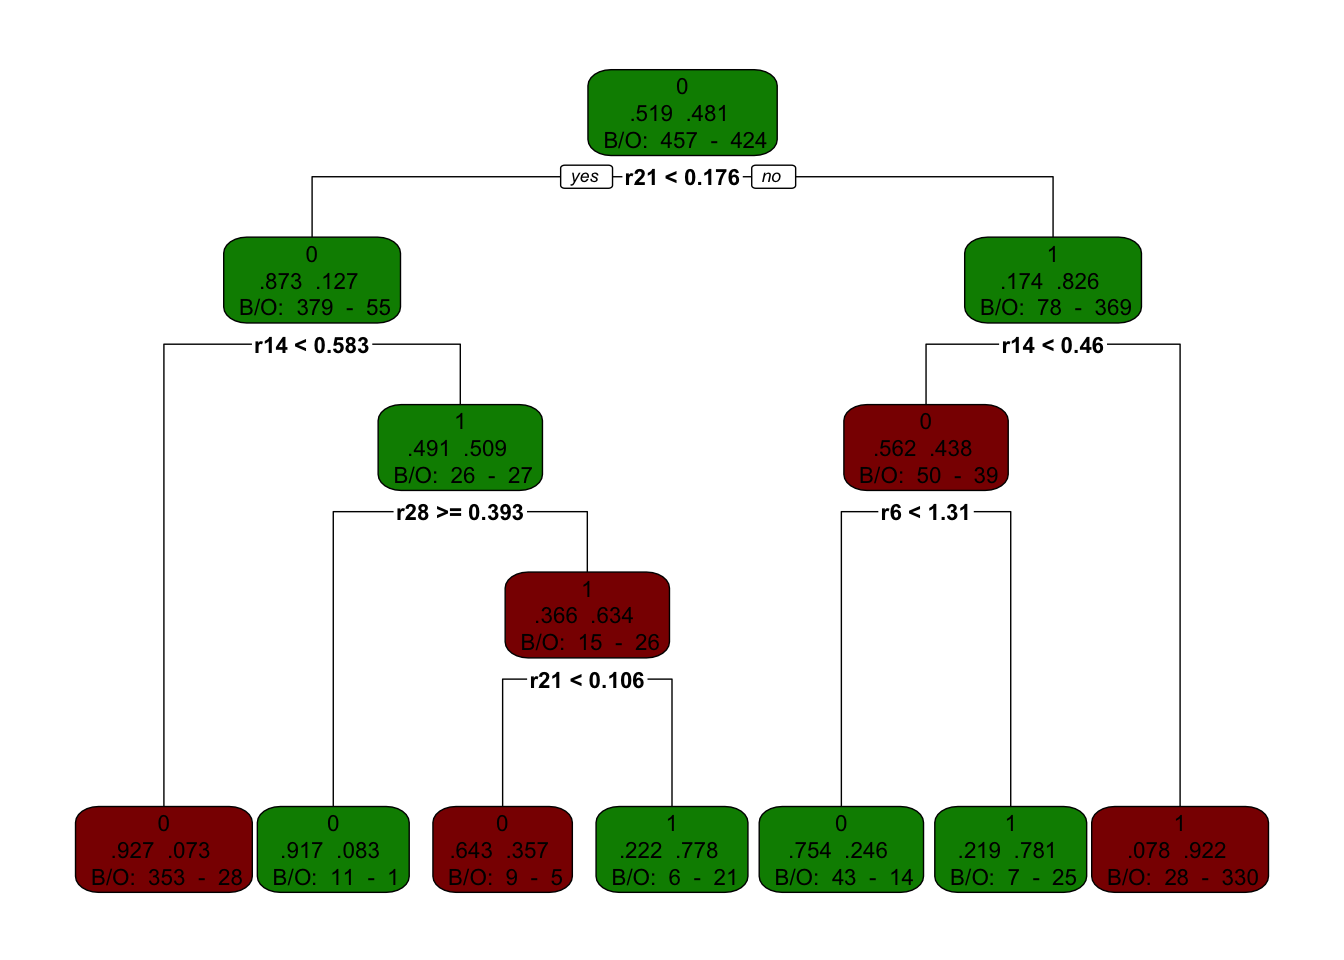 0
.519 .481
B/O: 457 - 424
yes r21 < 0.176 no
0
.873 .127
B/O: 379 - 55
r14 < 0.583
1
.174 .826
B/O: 78 - 369
r14 < 0.46
1
.491 .509
B/O: 26 - 27
r28 >= 0.393
0
.562 .438
B/O: 50 - 39
r6 < 1.31
1
.366 .634
B/O: 15 - 26
r21 < 0.106
0
.927 .073
B/O: 353 - 28
0
.917 .083
B/O: 11 - 1
0
.643 .357
B/O: 9 - 5
1
.222 .778
B/O: 6 - 21
0
.754 .246
B/O: 43 - 14
1
.219 .781
B/O: 7 - 25
1
.078 .922
B/O: 28 - 330